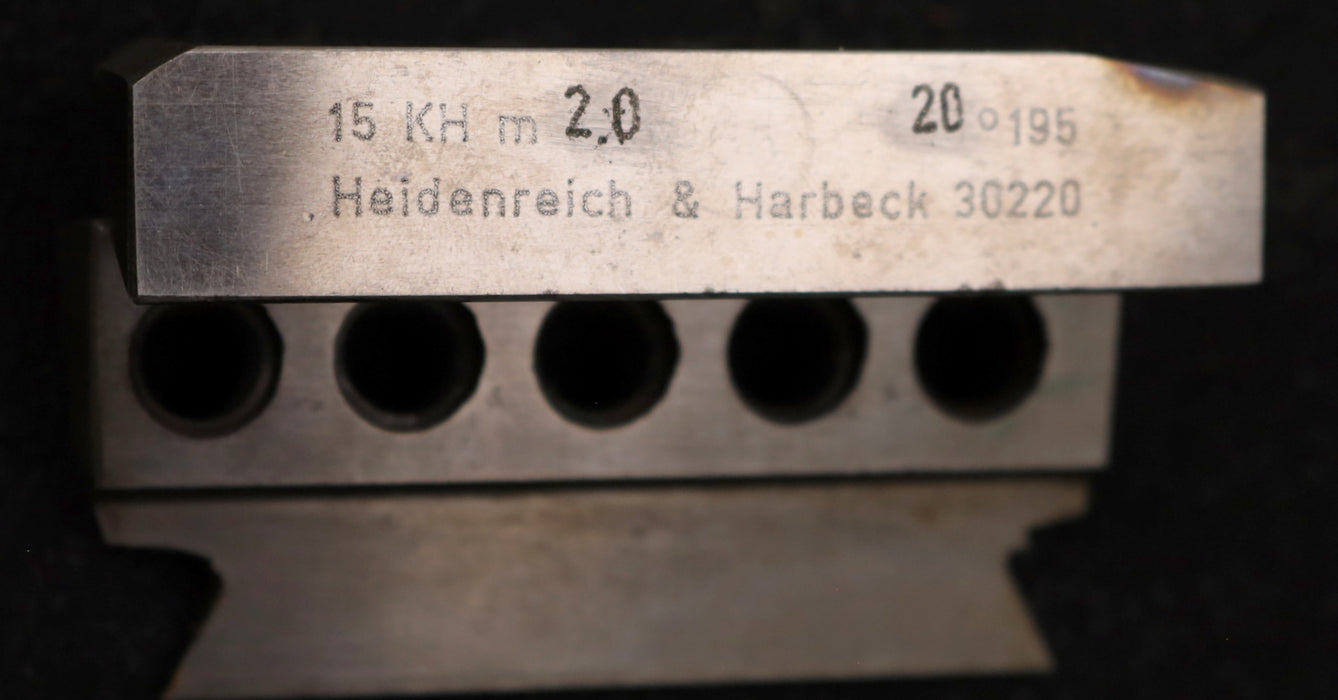 15 KH m 2,0 20 ° 195
Heidenreich & Harbeck 30220